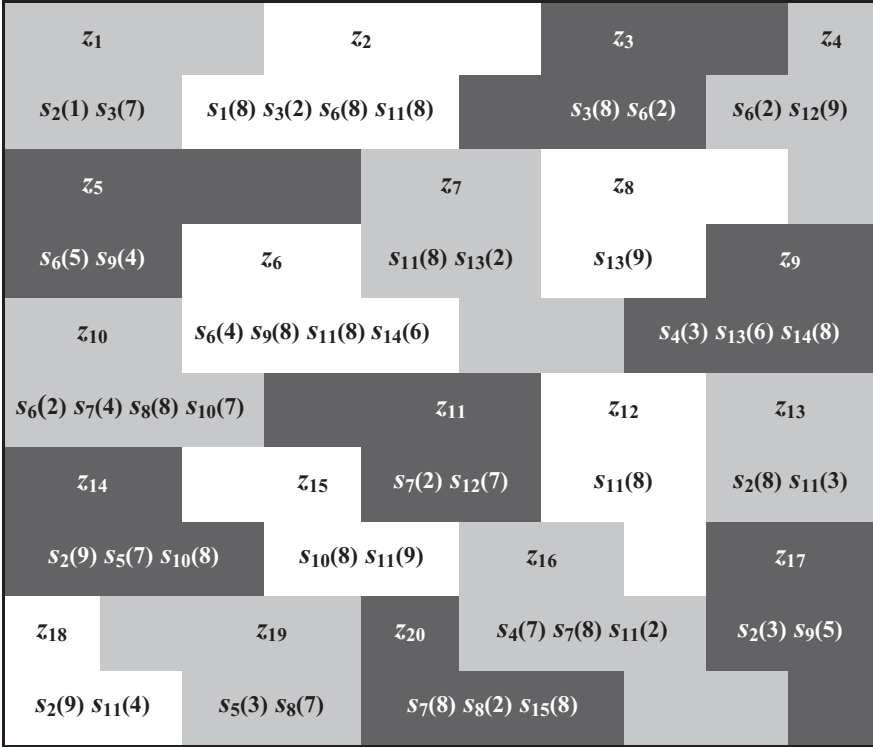 z₁ z₂ z₃ z₄
s₂(1) s₃(7) s₁(8) s₃(2) s₆(8) s₁₁(8) s₃(8) s₆(2) s₆(2) s₁₂(9)
z₅ z₇ z₈
s₆(5) s₉(4) z₆ s₁₁(8) s₁₃(2) s₁₃(9) z₉
z₁₀ s₆(4) s₉(8) s₁₁(8) s₁₄(6) s₄(3) s₁₃(6) s₁₄(8)
s₆(2) s₇(4) s₈(8) s₁₀(7) z₁₁ z₁₂ z₁₃
z₁₄ z₁₅ s₇(2) s₁₂(7) s₁₁(8) s₂(8) s₁₁(3)
s₂(9) s₅(7) s₁₀(8) s₁₀(8) s₁₁(9) z₁₆ z₁₇
z₁₈ z₁₉ z₂₀ s₄(7) s₇(8) s₁₁(2) s₂(3) s₉(5)
s₂(9) s₁₁(4) s₅(3) s₈(7) s₇(8) s₈(2) s₁₅(8)